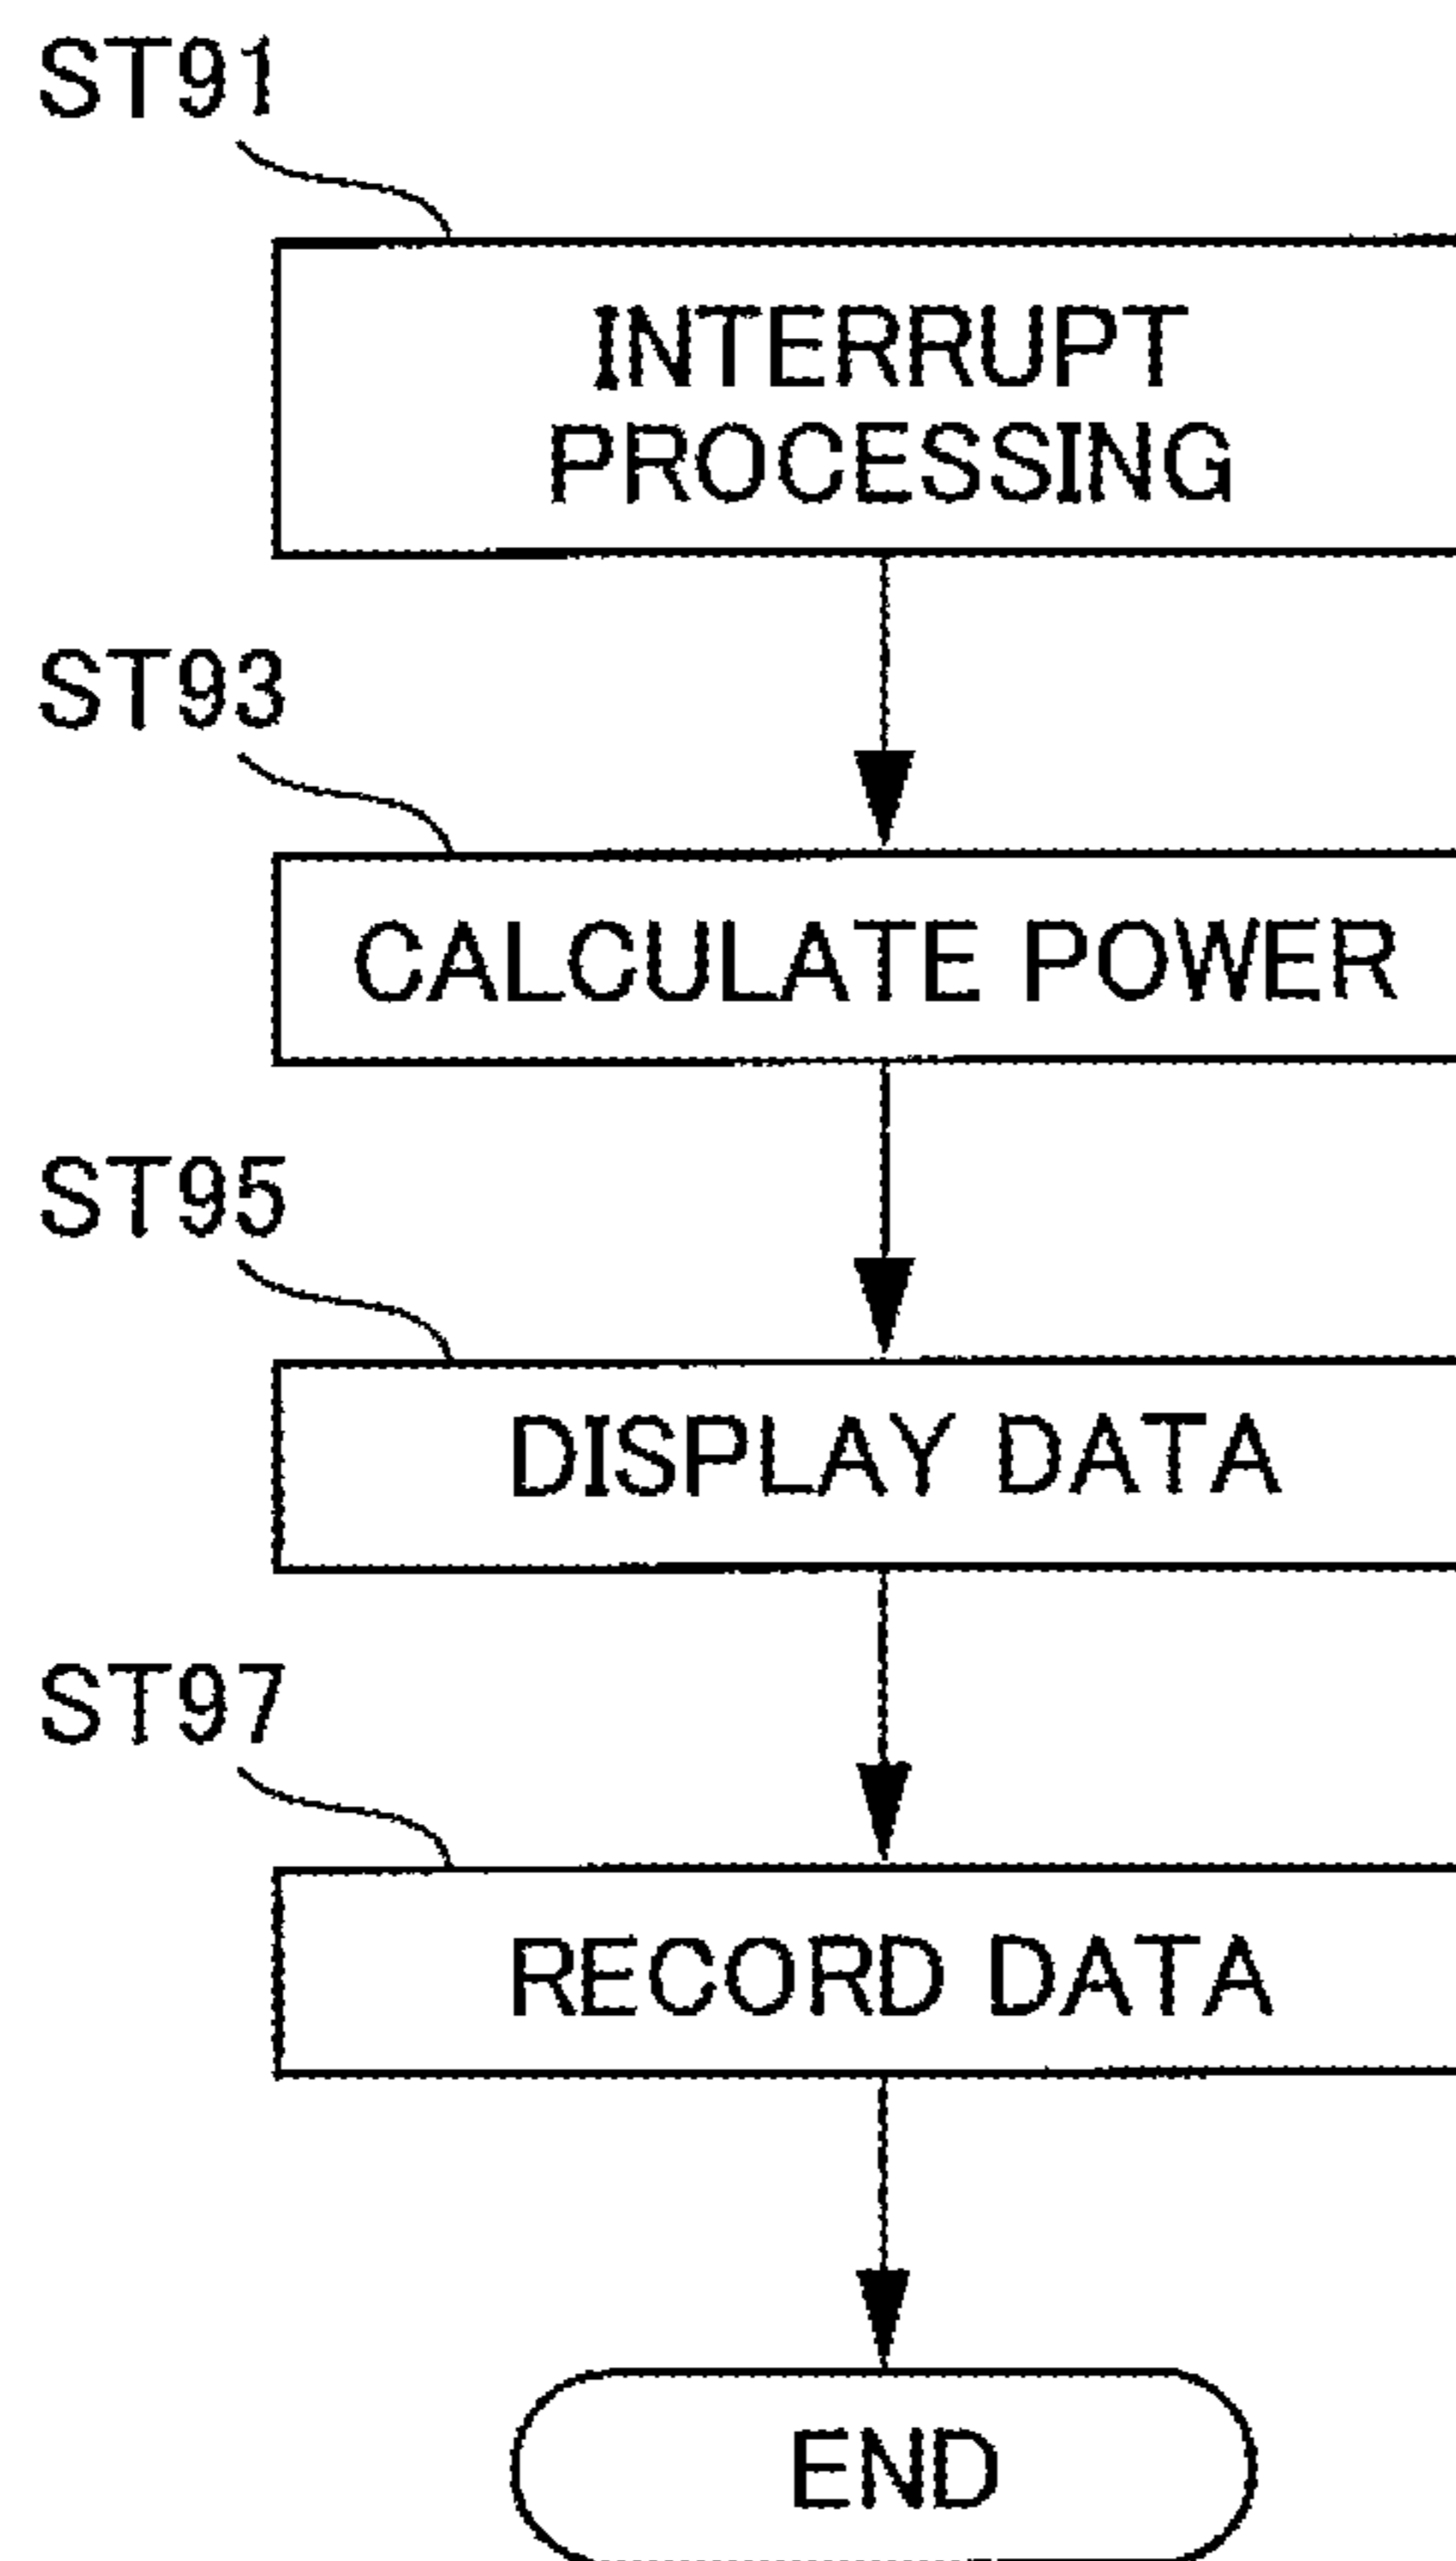 ST91
INTERRUPT
PROCESSING
ST93
CALCULATE POWER
ST95
DISPLAY DATA
ST97
RECORD DATA
END